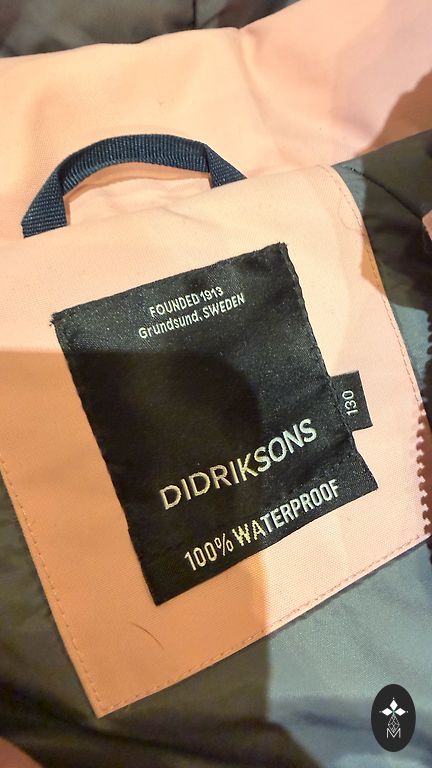 FOUNDED 1913
Grundsund. SWEDEN
130
DIDRIKSONS
100% WATERPROOF
M